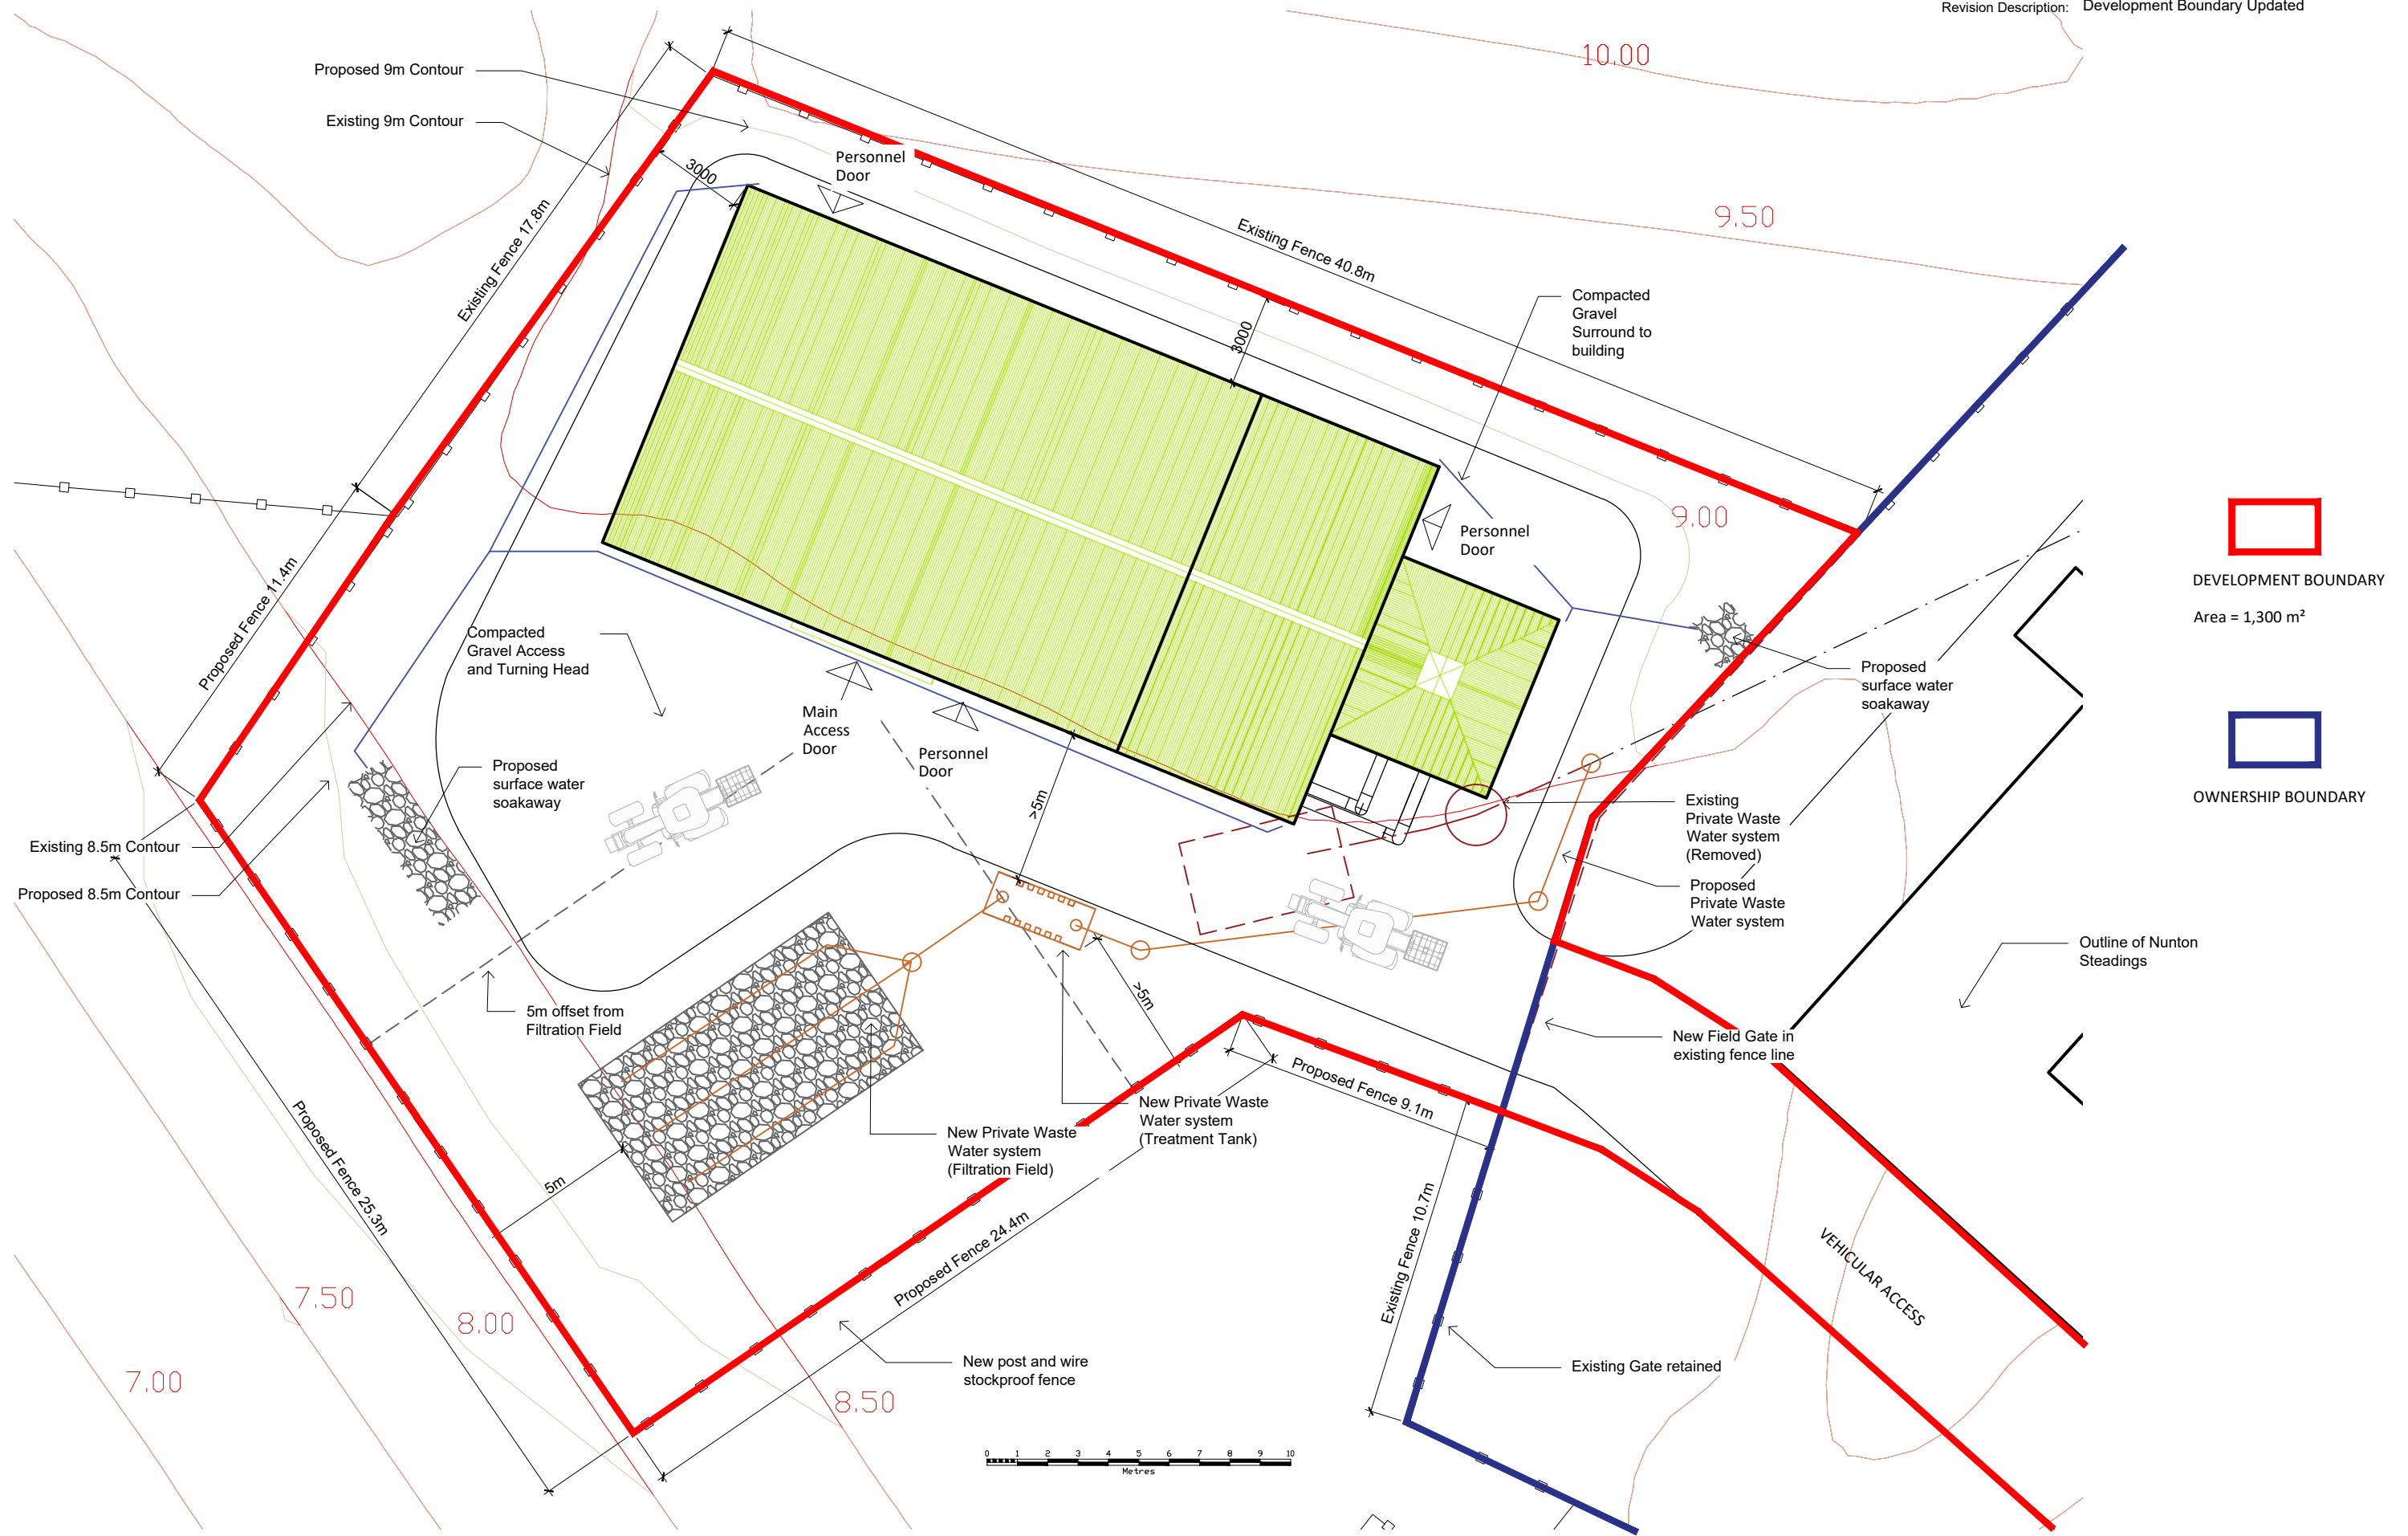 Revision Description: Development Boundary Updated
10.00
Proposed 9m Contour
Existing 9m Contour
Personnel
Door
3000
9.50
Existing Fence 17.8m
Existing Fence 40.8m
Compacted
Gravel
Surround to
building
3000
9.00
Personnel
Door
DEVELOPMENT BOUNDARY
Area = 1,300 m²
Proposed Fence 11.4m
Compacted
Gravel Access
and Turning Head
Proposed
surface water
soakaway
Main
Access
Door
Personnel
Door
Proposed
surface water
soakaway
>5m
OWNERSHIP BOUNDARY
Existing
Private Waste
Water system
(Removed)
Existing 8.5m Contour
Proposed 8.5m Contour
Proposed
Private Waste
Water system
Outline of Nunton
Steadings
5m offset from
Filtration Field
>5m
New Field Gate in
existing fence line
Proposed Fence 9.1m
New Private Waste
Water system
(Treatment Tank)
New Private Waste
Water system
(Filtration Field)
Proposed Fence 25.3m
5m
Proposed Fence 24.4m
Existing Fence 10.7m
VEHICULAR ACCESS
7.50
8.00
7.00
8.50
New post and wire
stockproof fence
Existing Gate retained
0 1 2 3 4 5 6 7 8 9 10
Metres